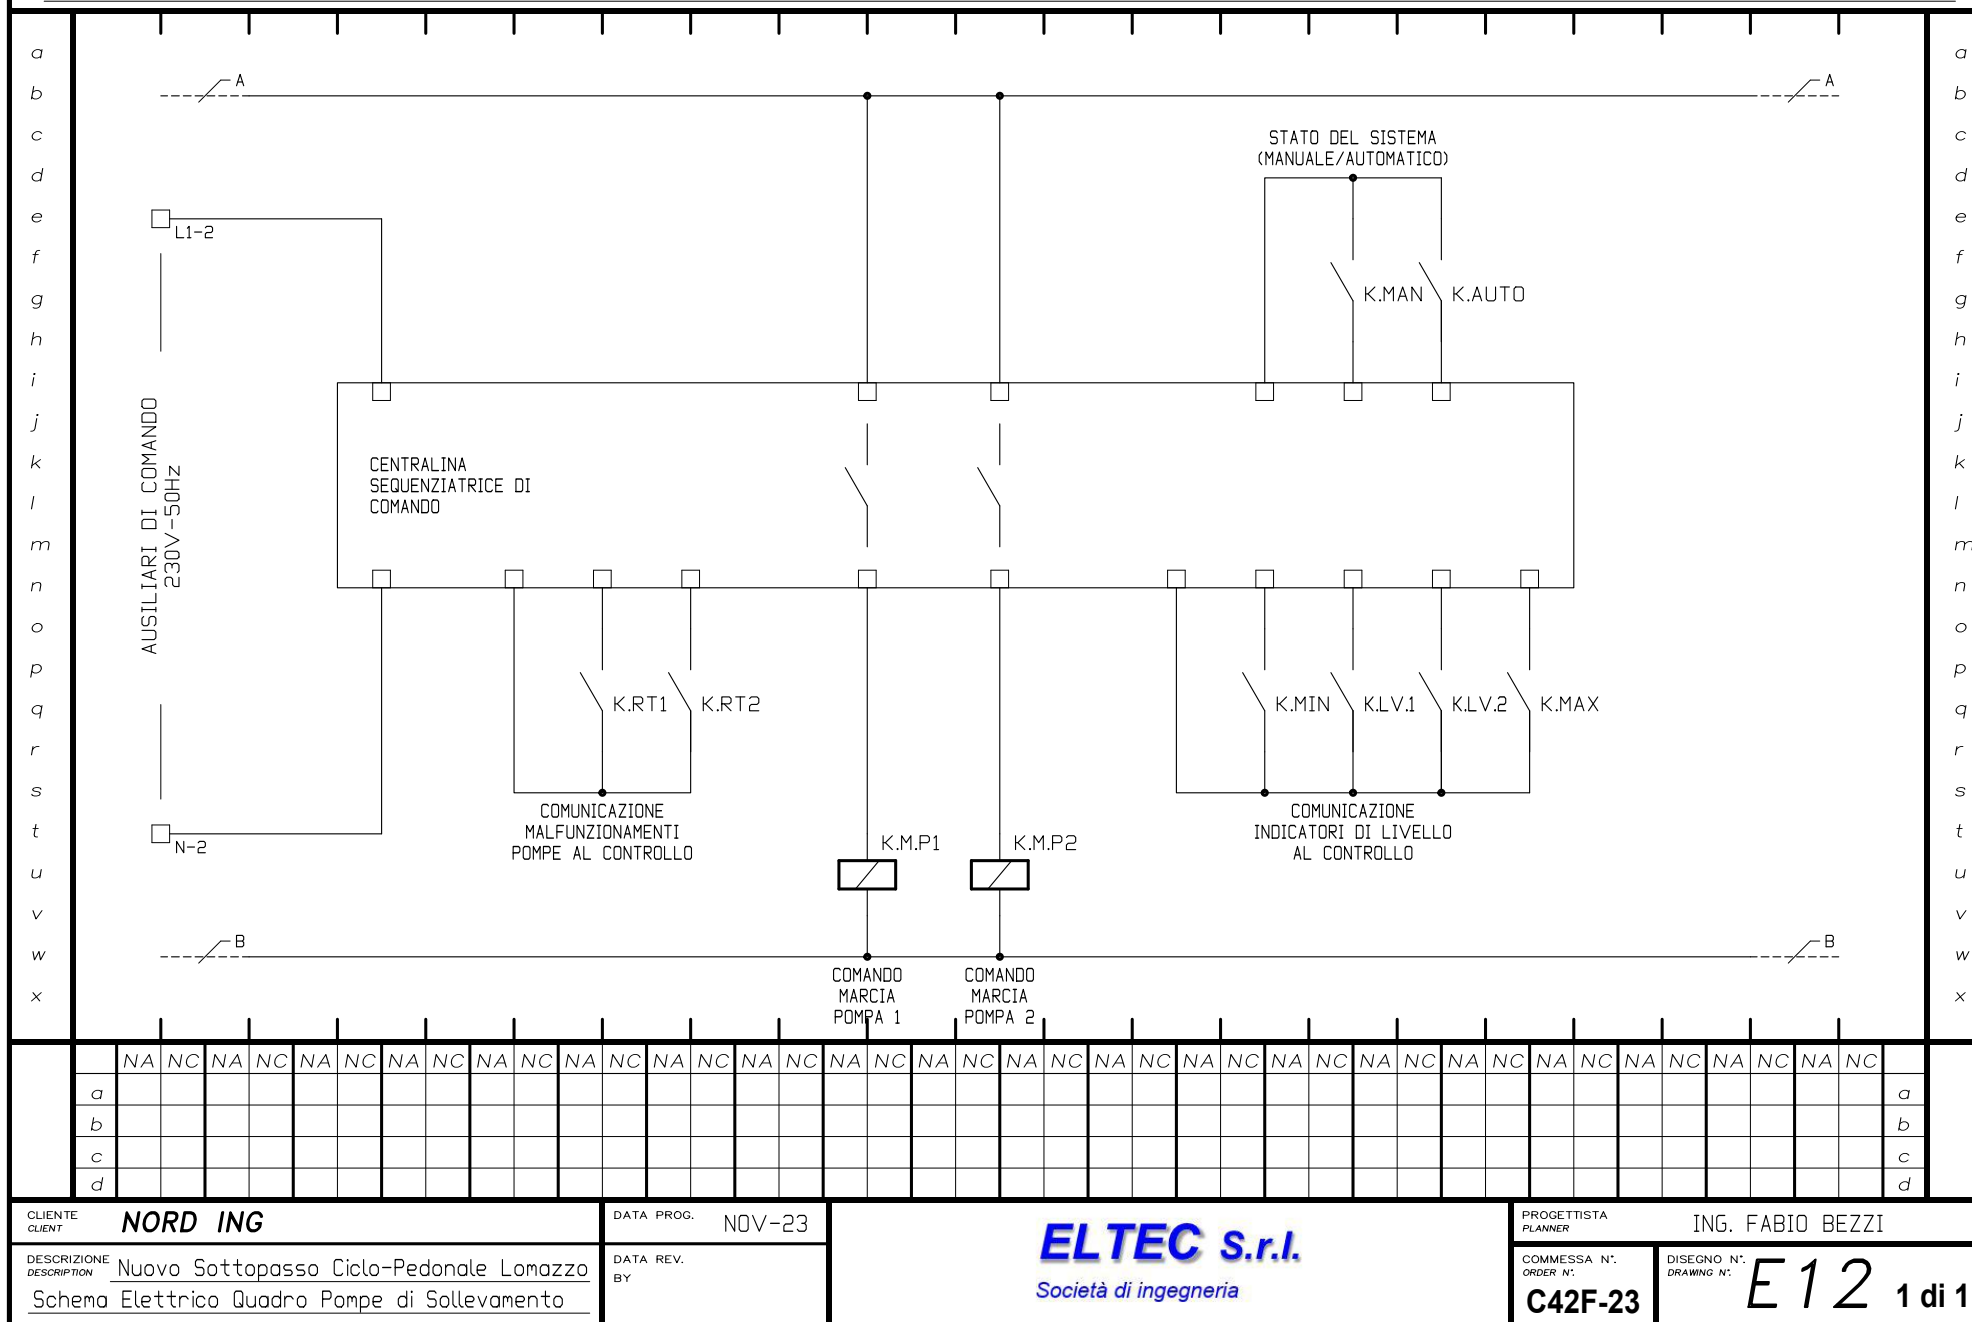 a a
A A
b b
c c
STATO DEL SISTEMA
(MANUALE/AUTOMATICO)
d d
e e
L1-2
f f
K.MAN K.AUTO
g g
h h
i i
j j
AUSILIARI DI COMANDO
230V-50Hz
k k
CENTRALINA
SEQUENZIATRICE DI
COMANDO
l l
m m
n n
o o
p p
K.RT1 K.RT2 K.MIN K.LV.1 K.LV.2 K.MAX
q q
r r
s s
COMUNICAZIONE
MALFUNZIONAMENTI
POMPE AL CONTROLLO
COMUNICAZIONE
INDICATORI DI LIVELLO
AL CONTROLLO
t t
N-2
K.M.P1 K.M.P2
u u
v v
B B
w w
COMANDO
MARCIA
POMPA 1
COMANDO
MARCIA
POMPA 2
x x
NA NC NA NC NA NC NA NC NA NC NA NC NA NC NA NC NA NC NA NC NA NC NA NC NA NC NA NC NA NC NA NC NA NC NA NC NA NC NA NC
a a
b b
c c
d d
CLIENTE
CLIENT
NORD ING
DESCRIZIONE
DESCRIPTION
Nuovo Sottopasso Ciclo-Pedonale Lomazzo
Schema Elettrico Quadro Pompe di Sollevamento
DATA PROG. NOV-23
DATA REV.
BY
ELTEC S.r.l.
Società di ingegneria
PROGETTISTA
PLANNER
ING. FABIO BEZZI
COMMESSA N°.
ORDER N°.
C42F-23
DISEGNO N°.
DRAWING N°.
E12 1 di 1